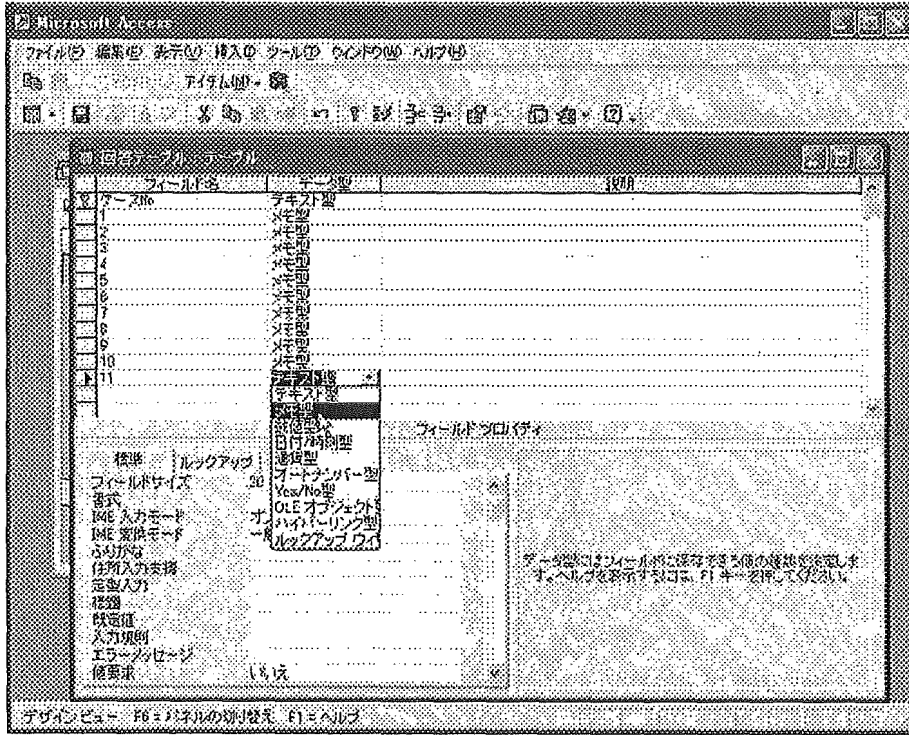 Microsoft Access
ファイル(F) 編集(E) 表示(V) 挿入(I) ツール(T) ウィンドウ(W) ヘルプ(H)
アイテム(M)
回答テーブル : テーブル
フィールド名 データ型 説明
ケースNo テキスト型
1 メモ型
2 メモ型
3 メモ型
4 メモ型
5 メモ型
6 メモ型
7 メモ型
8 メモ型
9 メモ型
10 メモ型
11 テキスト型
テキスト型
メモ型
数値型
日付/時刻型
通貨型
オートナンバー型
Yes/No型
OLE オブジェクト型
ハイパーリンク型
ルックアップ ウィ
フィールド プロパティ
標準 ルックアップ
フィールドサイズ
書式
IME 入力モード オ
IME 変換モード 一般
ふりがな
住所入力支援
定型入力
標題
既定値
入力規則
エラーメッセージ
値要求 いいえ
データ型にはフィールドに保存できる値の種類を決定しま
す。ヘルプを表示するには、F1 キーを押してください。
デザイン ビュー F6 = パネルの切り替え F1 = ヘルプ